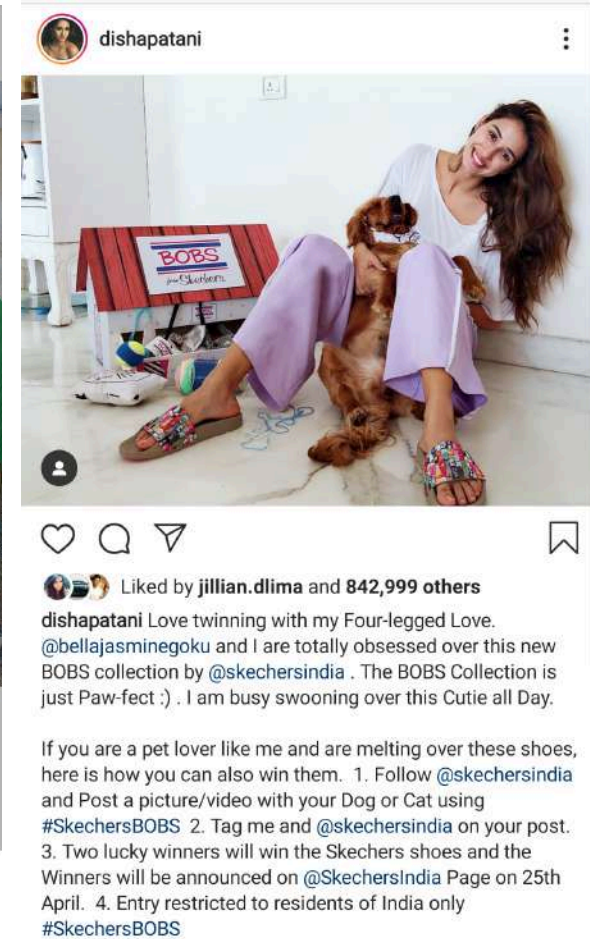 dishapatani
BOBS
from Skechers
Liked by jillian.dlima and 842,999 others
dishapatani Love twinning with my Four-legged Love.
@bellajasminegoku and I are totally obsessed over this new
BOBS collection by @skechersindia . The BOBS Collection is
just Paw-fect :) . I am busy swooning over this Cutie all Day.
If you are a pet lover like me and are melting over these shoes,
here is how you can also win them.  1. Follow @skechersindia
and Post a picture/video with your Dog or Cat using
#SkechersBOBS  2. Tag me and @skechersindia on your post.
3. Two lucky winners will win the Skechers shoes and the
Winners will be announced on @SkechersIndia Page on 25th
April.  4. Entry restricted to residents of India only
#SkechersBOBS